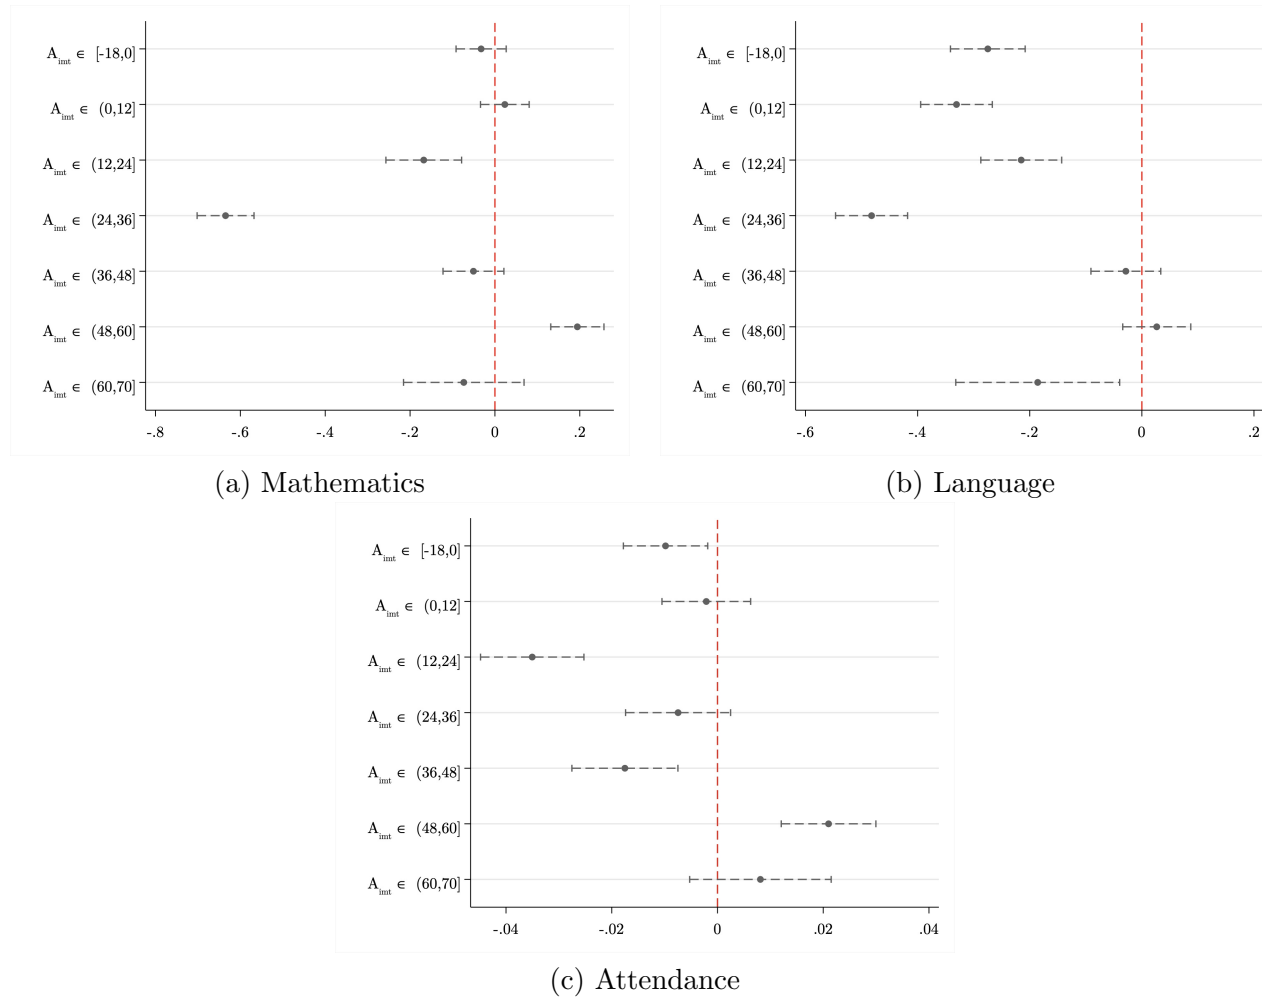 A_imt ∈ [-18,0]
A_imt ∈ (0,12]
A_imt ∈ (12,24]
A_imt ∈ (24,36]
A_imt ∈ (36,48]
A_imt ∈ (48,60]
A_imt ∈ (60,70]
-.8 -.6 -.4 -.2 0 .2
(a) Mathematics
A_imt ∈ [-18,0]
A_imt ∈ (0,12]
A_imt ∈ (12,24]
A_imt ∈ (24,36]
A_imt ∈ (36,48]
A_imt ∈ (48,60]
A_imt ∈ (60,70]
-.6 -.4 -.2 0 .2
(b) Language
A_imt ∈ [-18,0]
A_imt ∈ (0,12]
A_imt ∈ (12,24]
A_imt ∈ (24,36]
A_imt ∈ (36,48]
A_imt ∈ (48,60]
A_imt ∈ (60,70]
-.04 -.02 0 .02 .04
(c) Attendance